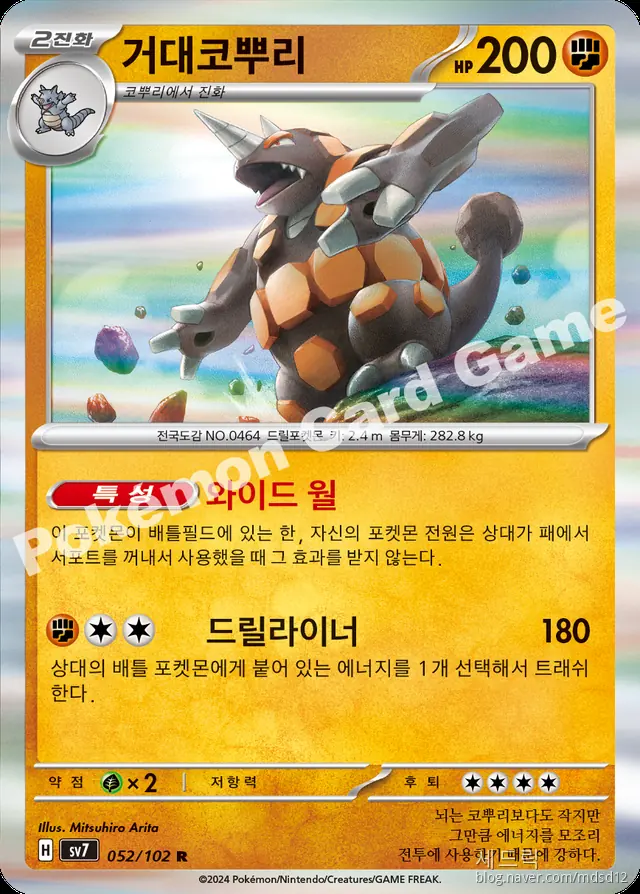 2진화
거대코뿌리
HP 200
코뿌리에서 진화
전국도감 NO.0464 드릴포켓몬 키: 2.4 m 몸무게: 282.8 kg
Pokémon Card Game
특성 와이드 월
이 포켓몬이 배틀필드에 있는 한, 자신의 포켓몬 전원은 상대가 패에서
서포트를 꺼내서 사용했을 때 그 효과를 받지 않는다.
드릴라이너 180
상대의 배틀 포켓몬에게 붙어 있는 에너지를 1개 선택해서 트래쉬
한다.
약점 ×2 저항력 후퇴
Illus. Mitsuhiro Arita
H sv7 052/102 R
뇌는 코뿌리보다도 작지만
그만큼 에너지를 모조리
전투에 사용하기 때문에 강하다.
세드릭
blog.naver.com/mdsd12
©2024 Pokémon/Nintendo/Creatures/GAME FREAK.